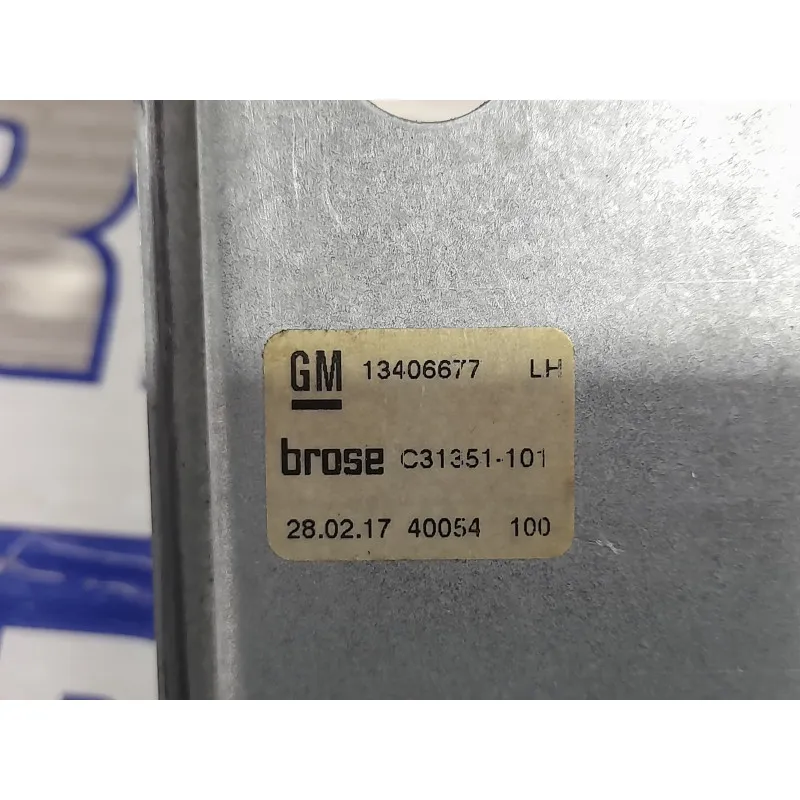 GM 13406677 LH
brose C31351-101
28.02.17 40054 100